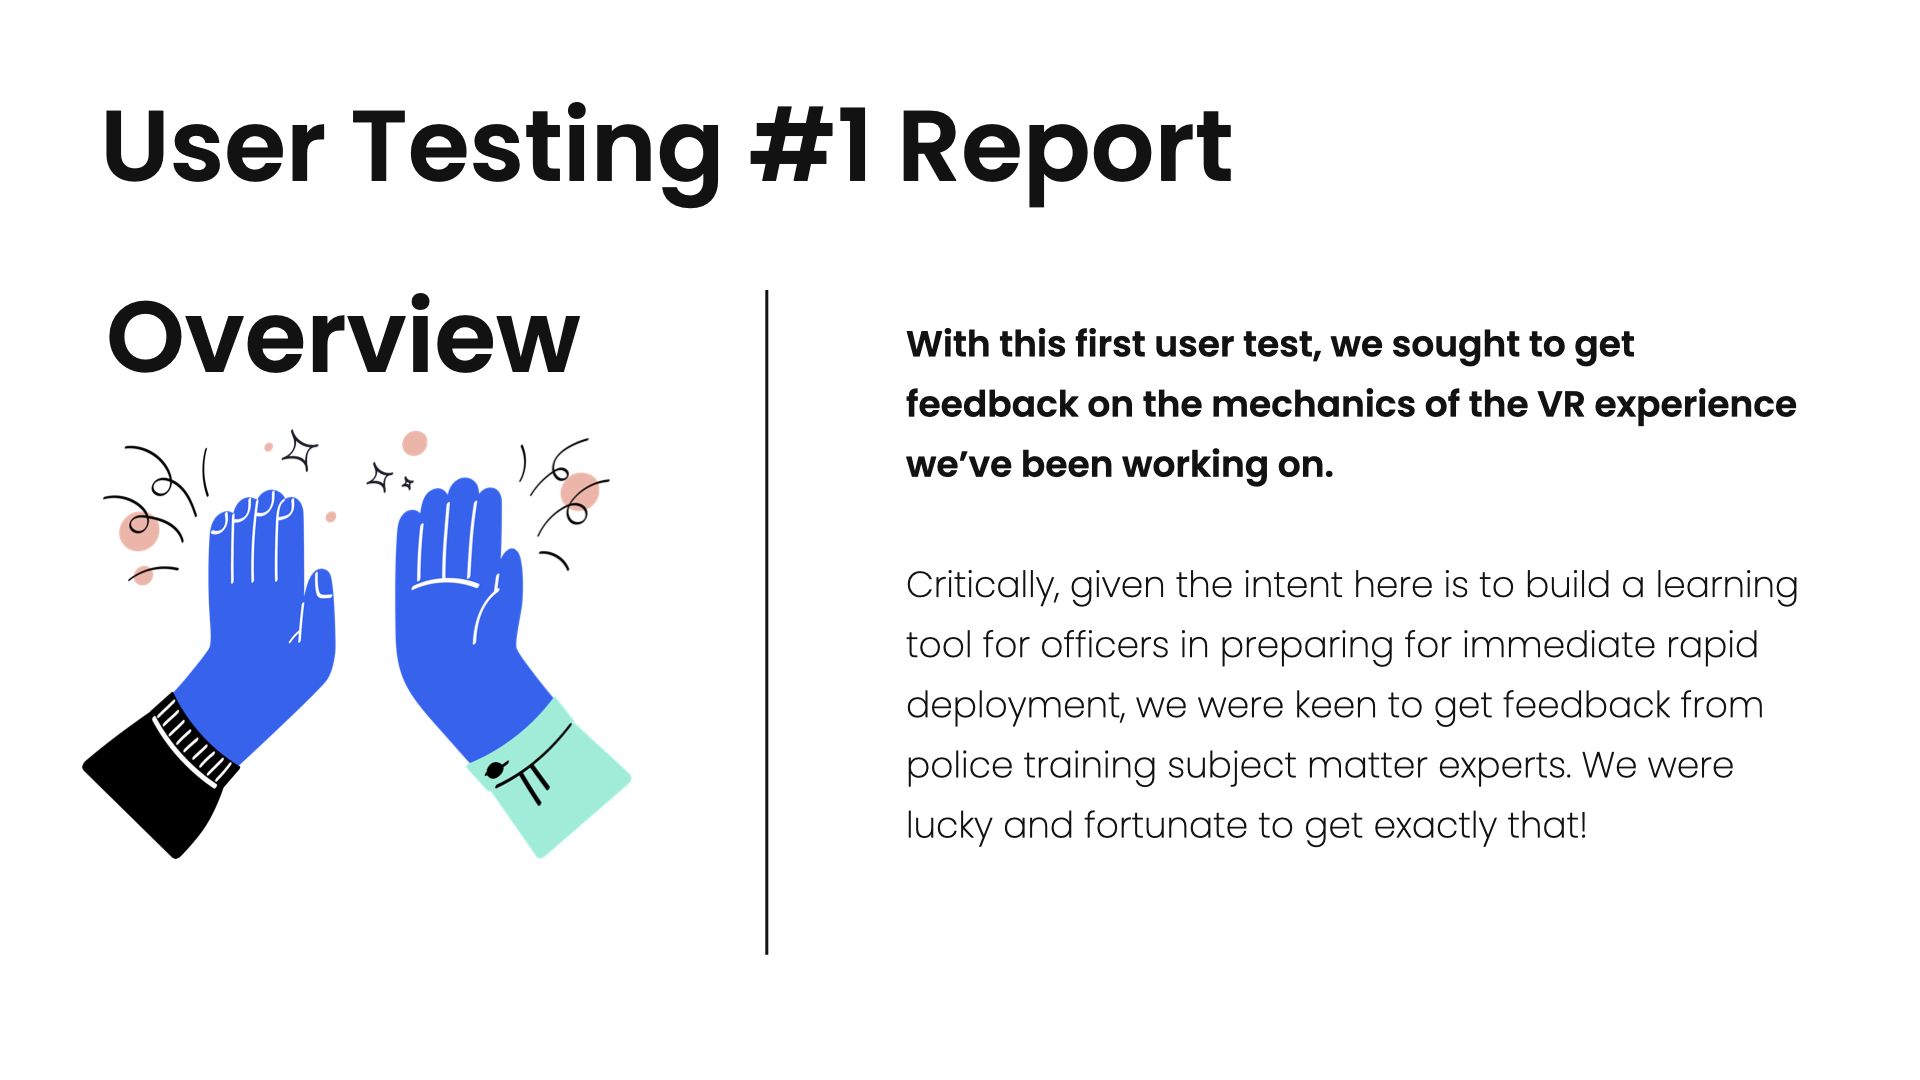 User Testing #1 Report
Overview
With this first user test, we sought to get
feedback on the mechanics of the VR experience
we’ve been working on.
Critically, given the intent here is to build a learning
tool for officers in preparing for immediate rapid
deployment, we were keen to get feedback from
police training subject matter experts. We were
lucky and fortunate to get exactly that!